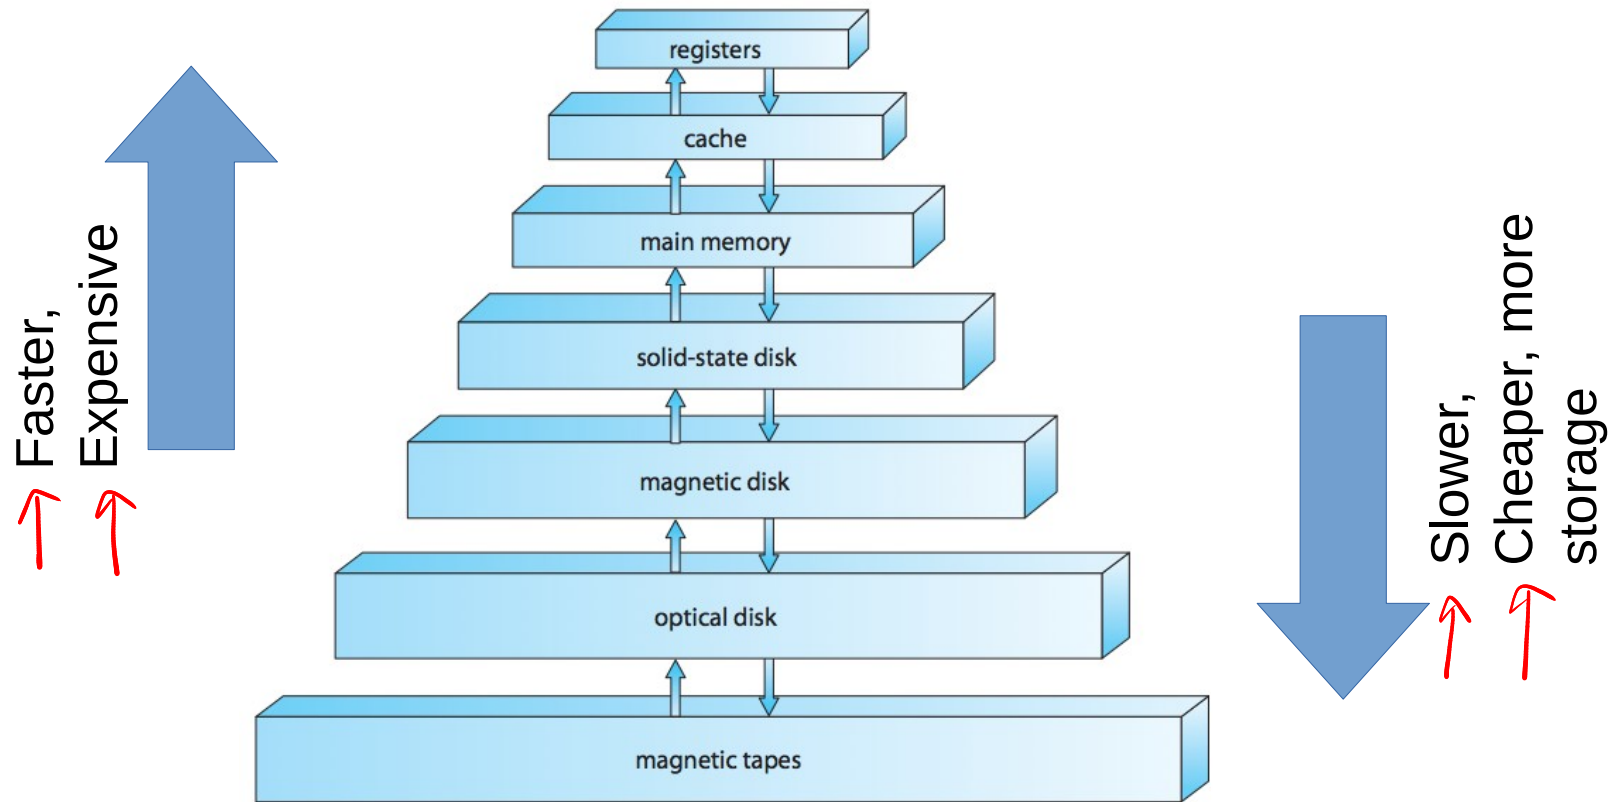 registers
cache
main memory
solid-state disk
magnetic disk
optical disk
magnetic tapes
Faster,
Expensive
Slower,
Cheaper, more
storage